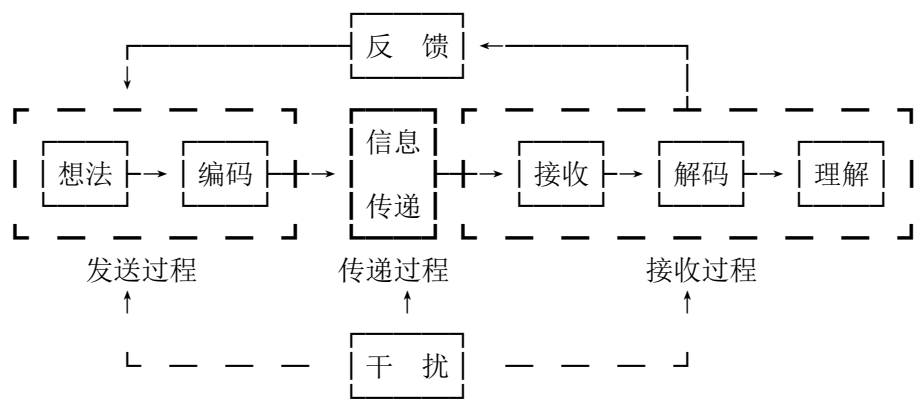 反 馈
想法
编码
信息
传递
接收
解码
理解
发送过程
传递过程
接收过程
干 扰